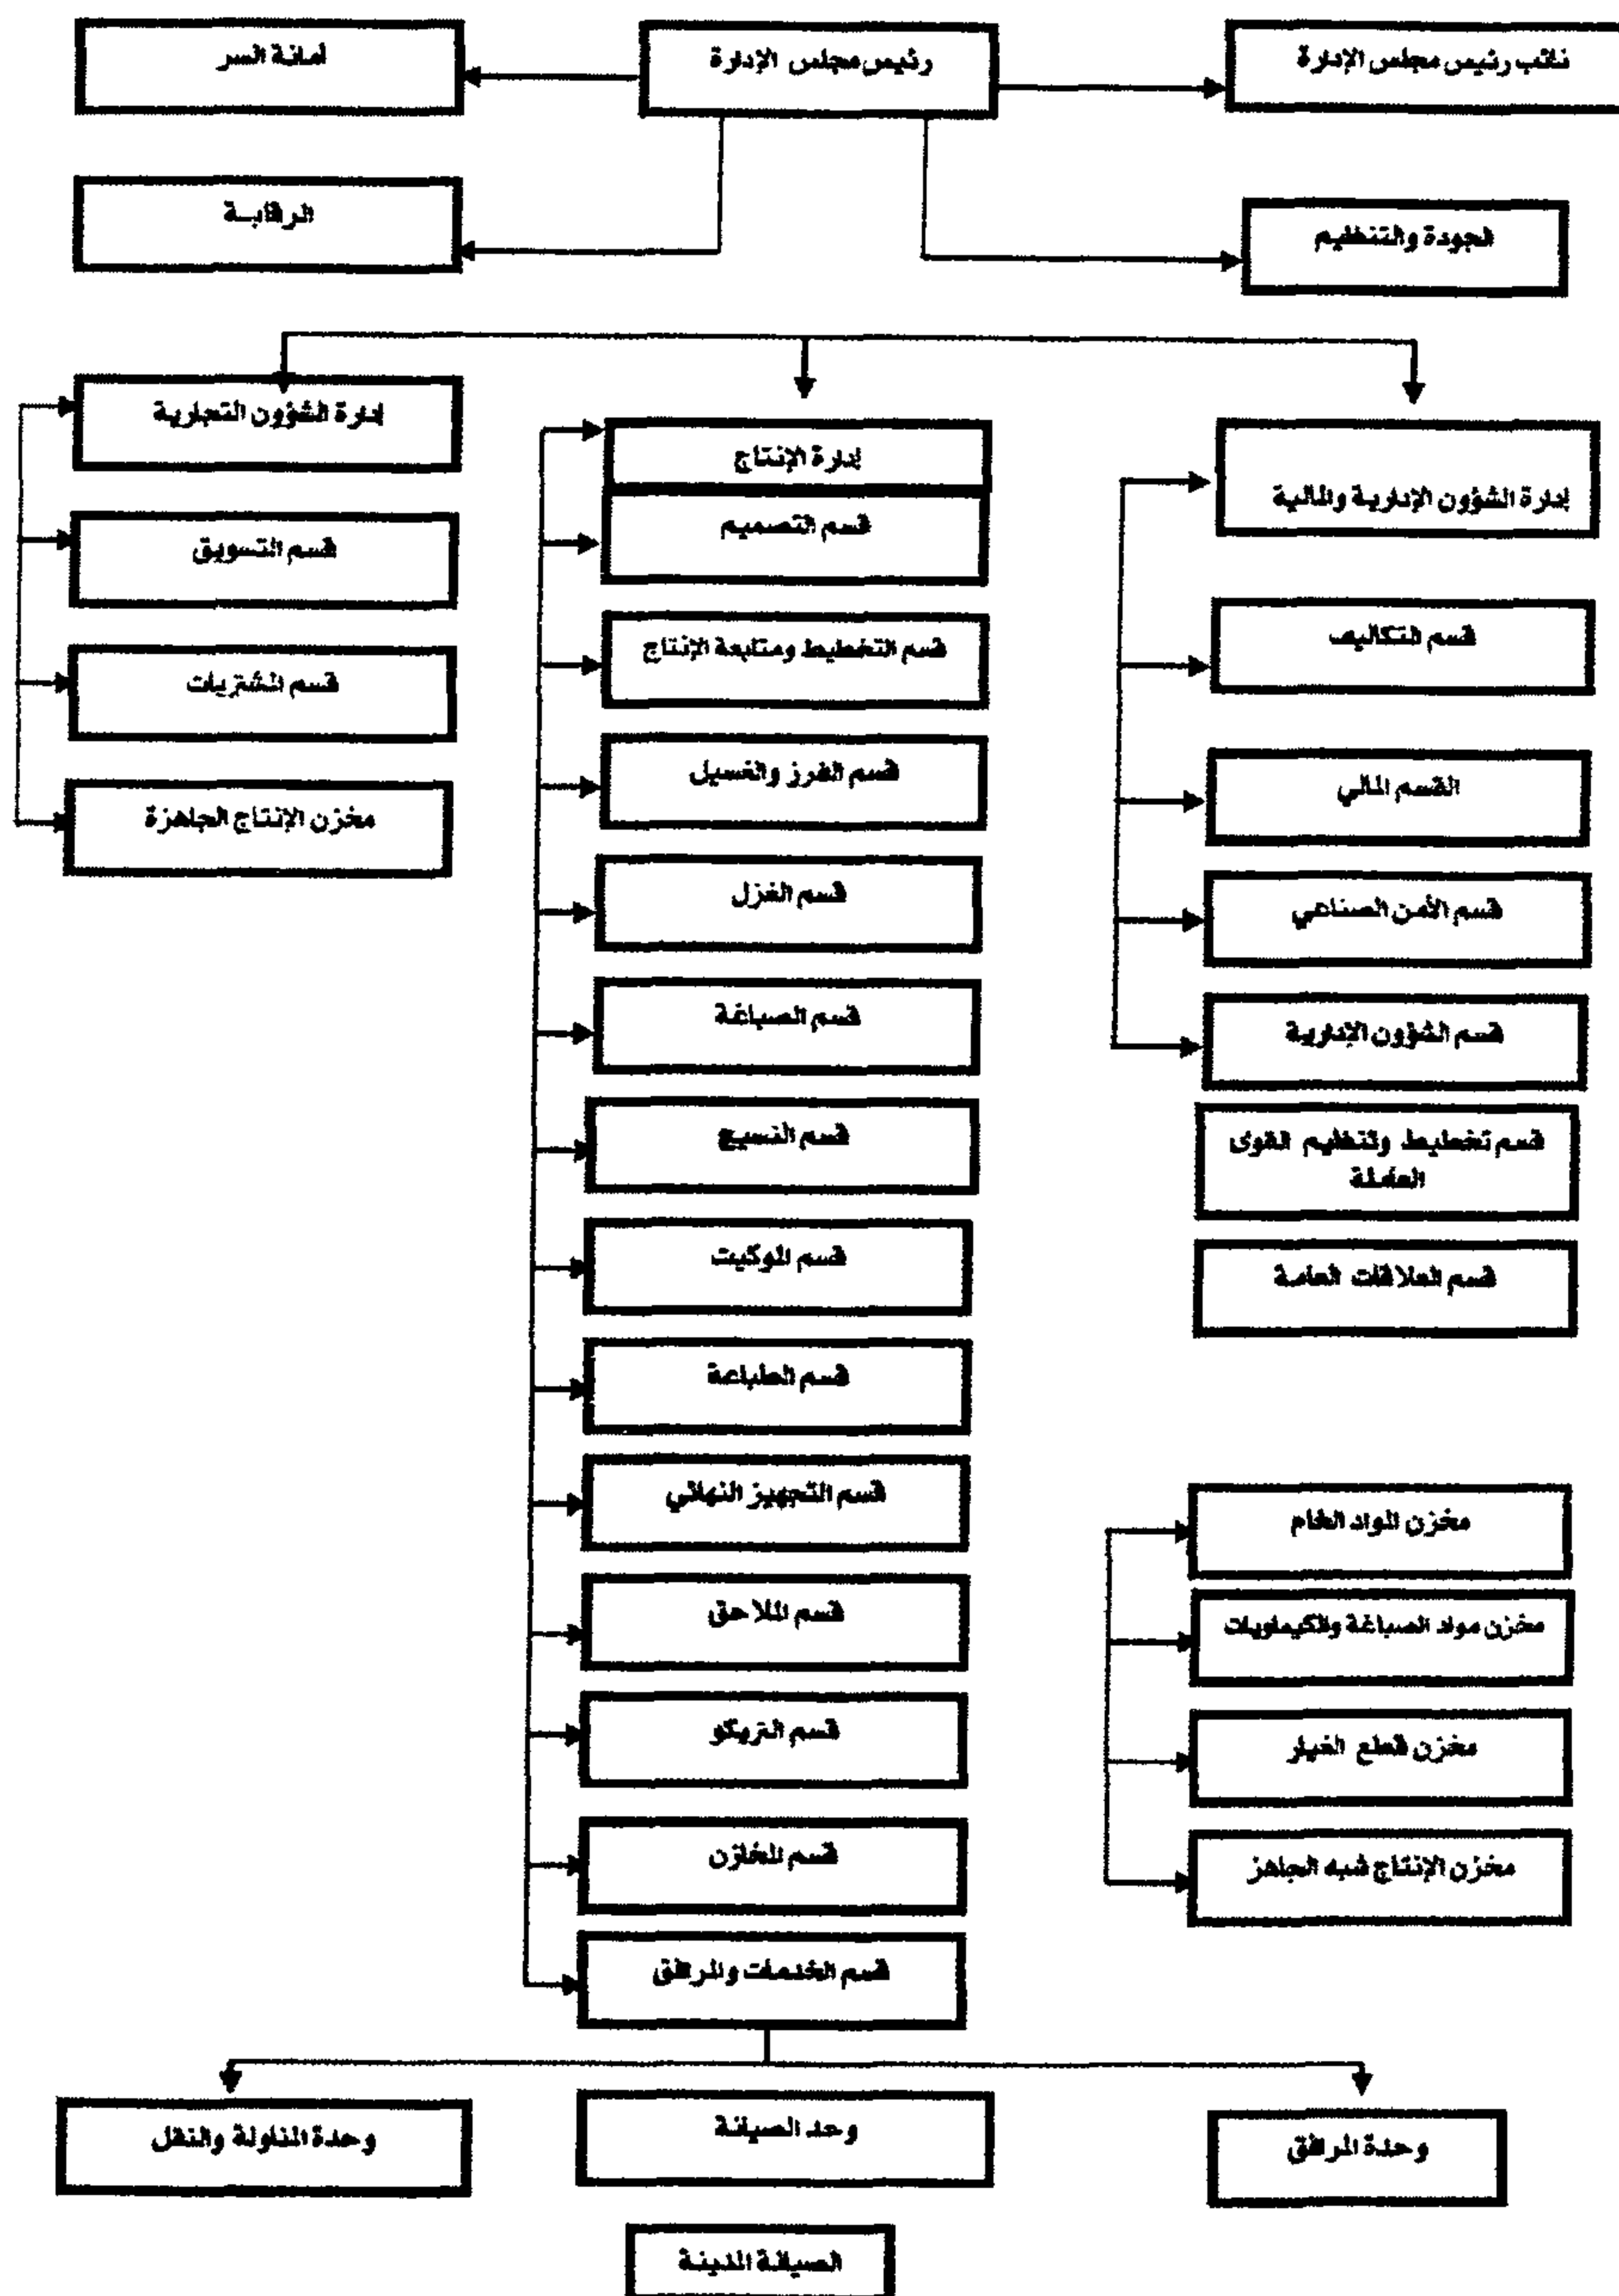 نائب رئيس مجلس الإدارة
رئيس مجلس الإدارة
أمانة السر
الجودة والتنظيم
الرقابة
إدارة الشؤون الإدارية والمالية
قسم التكاليف
القسم المالي
قسم الأمن الصناعي
قسم الشؤون الإدارية
قسم تخطيط وتنظيم القوى
العاملة
قسم العلاقات العامة
مخزن المواد الخام
مخزن مواد الصباغة والكيماويات
مخزن قطع الغيار
مخزن الإنتاج شبه الجاهز
إدارة الإنتاج
قسم التصميم
قسم التخطيط ومتابعة الإنتاج
قسم الفرز والغسيل
قسم الغزل
قسم الصباغة
قسم النسيج
قسم الموكيت
قسم الطباعة
قسم التجهيز النهائي
قسم الملاحق
قسم التريكو
قسم المخازن
قسم الخدمات والمرافق
إدارة الشؤون التجارية
قسم التسويق
قسم المشتريات
مخزن الإنتاج الجاهزة
وحدة المرافق
وحد الصيانة
وحدة المناولة والنقل
الصيانة المدينة